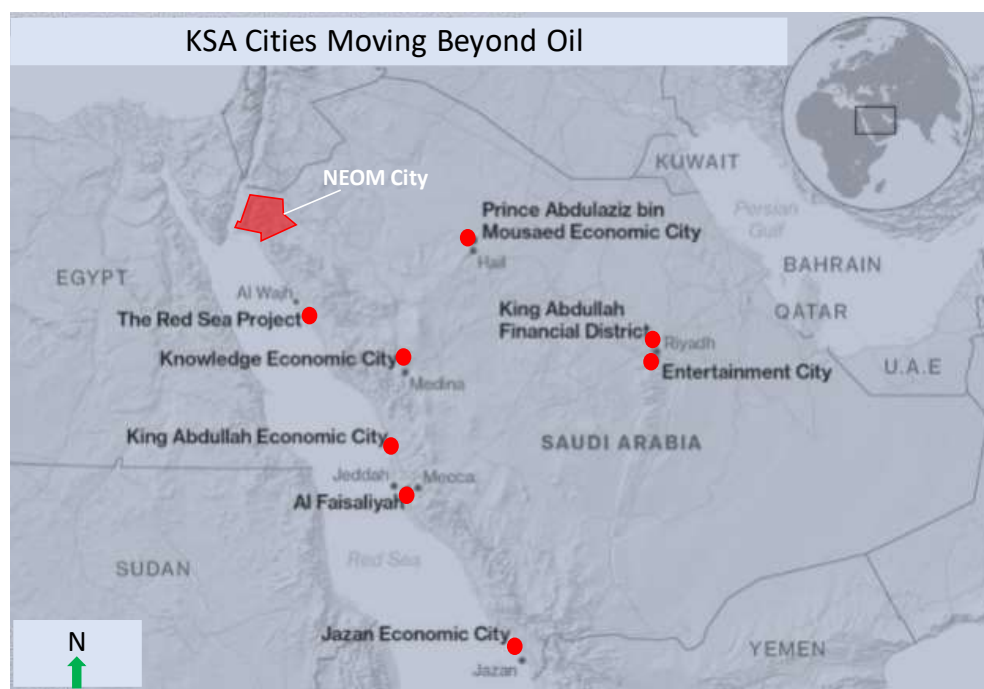 KSA Cities Moving Beyond Oil
KUWAIT
NEOM City
Prince Abdulaziz bin
Mousaed Economic City
Persian
Gulf
Hail
BAHRAIN
EGYPT
Al Wajh
The Red Sea Project
King Abdullah
Financial District
QATAR
Riyadh
Knowledge Economic City
Medina
Entertainment City
U.A.E
King Abdullah Economic City
SAUDI ARABIA
Jeddah
Mecca
Al Faisaliyah
Red Sea
SUDAN
Jazan Economic City
Jazan
YEMEN
N